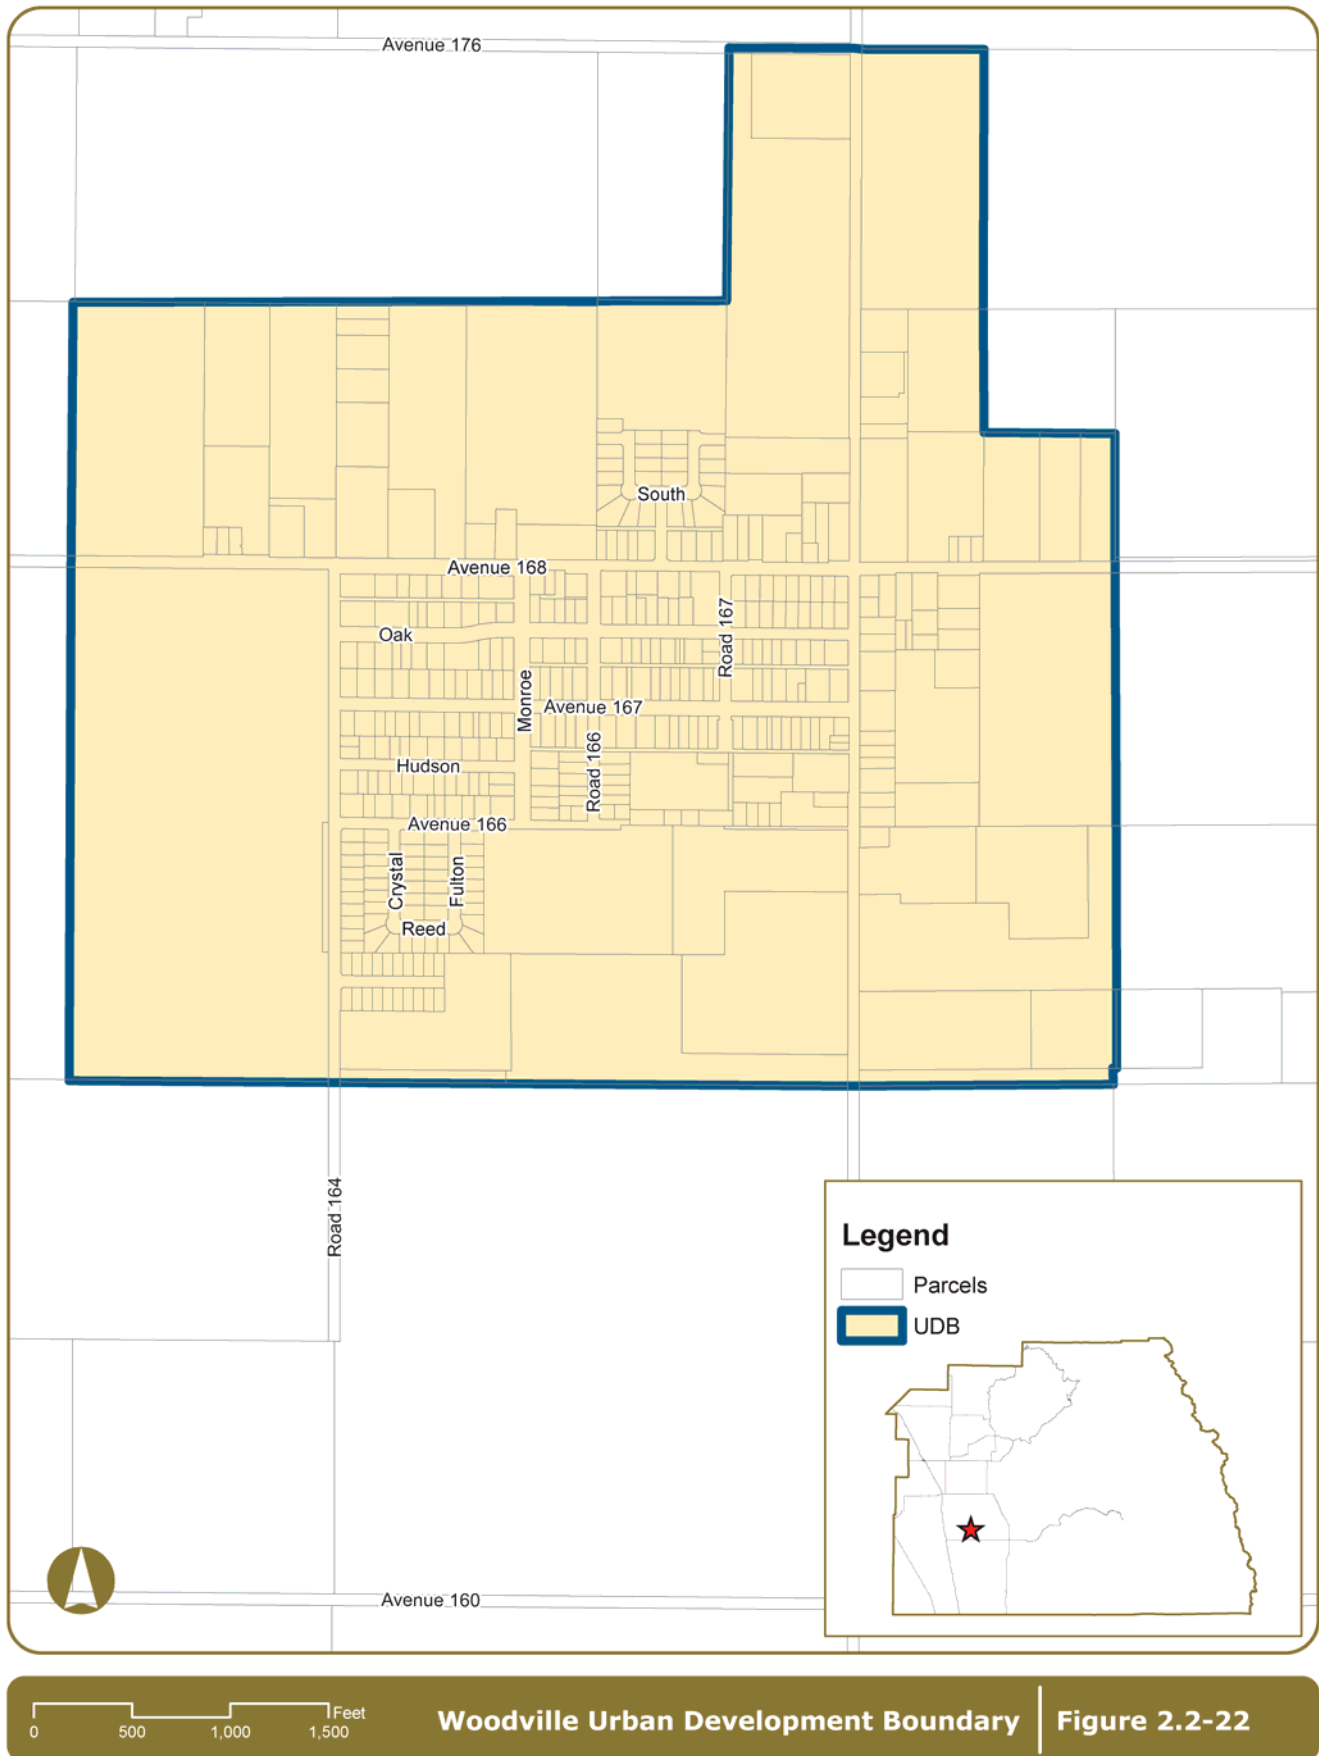 Avenue 176
South
Avenue 168
Oak
Road 167
Monroe
Avenue 167
Road 166
Hudson
Avenue 166
Crystal
Fulton
Reed
Road 164
Legend
Parcels
UDB
Avenue 160
0 500 1,000 1,500 Feet
Woodville Urban Development Boundary
Figure 2.2-22